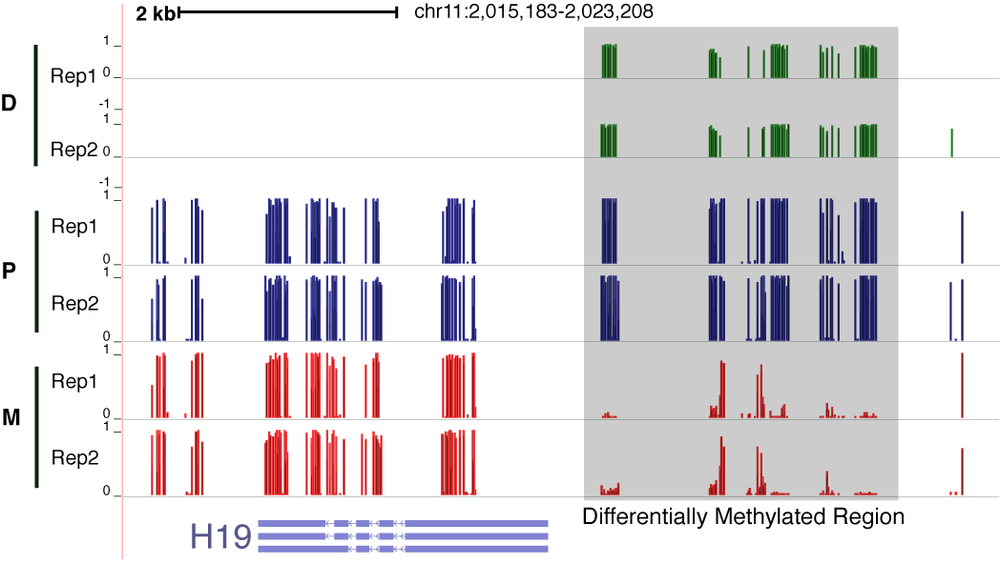 2 kb chr11:2,015,183-2,023,208
D
Rep1 1 0 -1
Rep2 1 0 -1
P
Rep1 1 0
Rep2 1 0
M
Rep1 1 0
Rep2 1 0
Differentially Methylated Region
H19